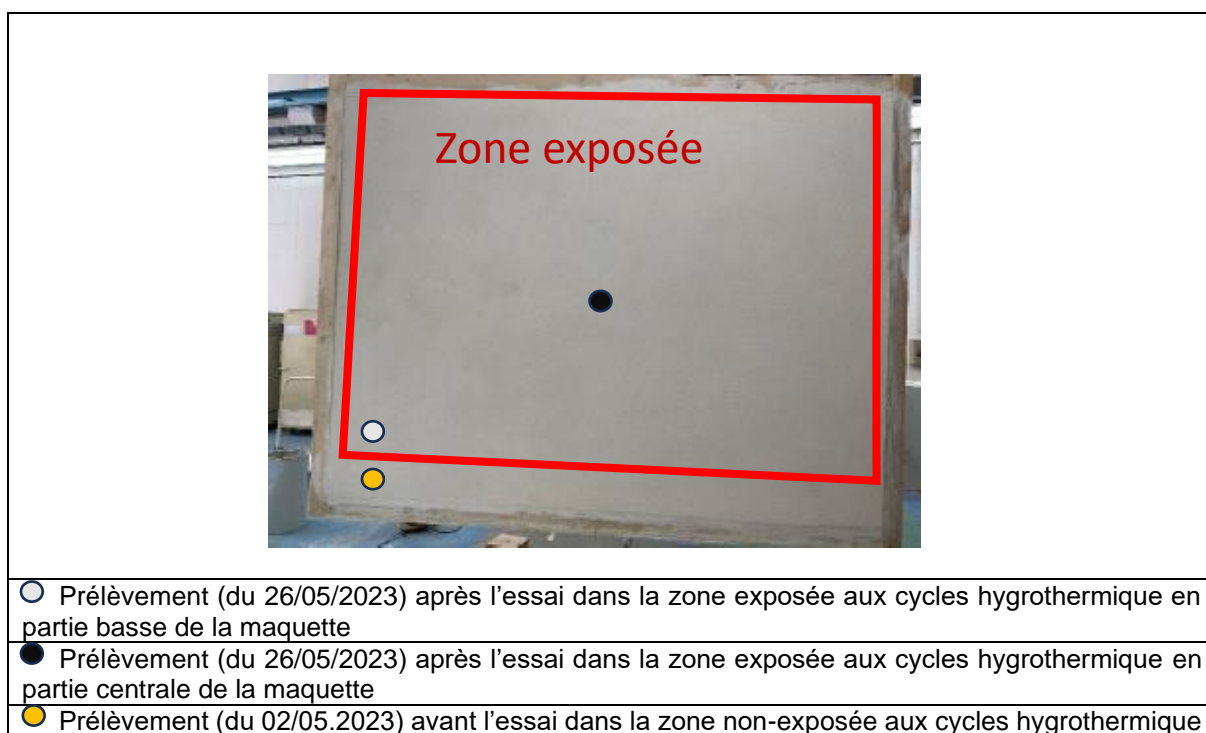 Zone exposée
Prélèvement (du 26/05/2023) après l'essai dans la zone exposée aux cycles hygrothermique en
partie basse de la maquette
Prélèvement (du 26/05/2023) après l'essai dans la zone exposée aux cycles hygrothermique en
partie centrale de la maquette
Prélèvement (du 02/05.2023) avant l'essai dans la zone non-exposée aux cycles hygrothermique